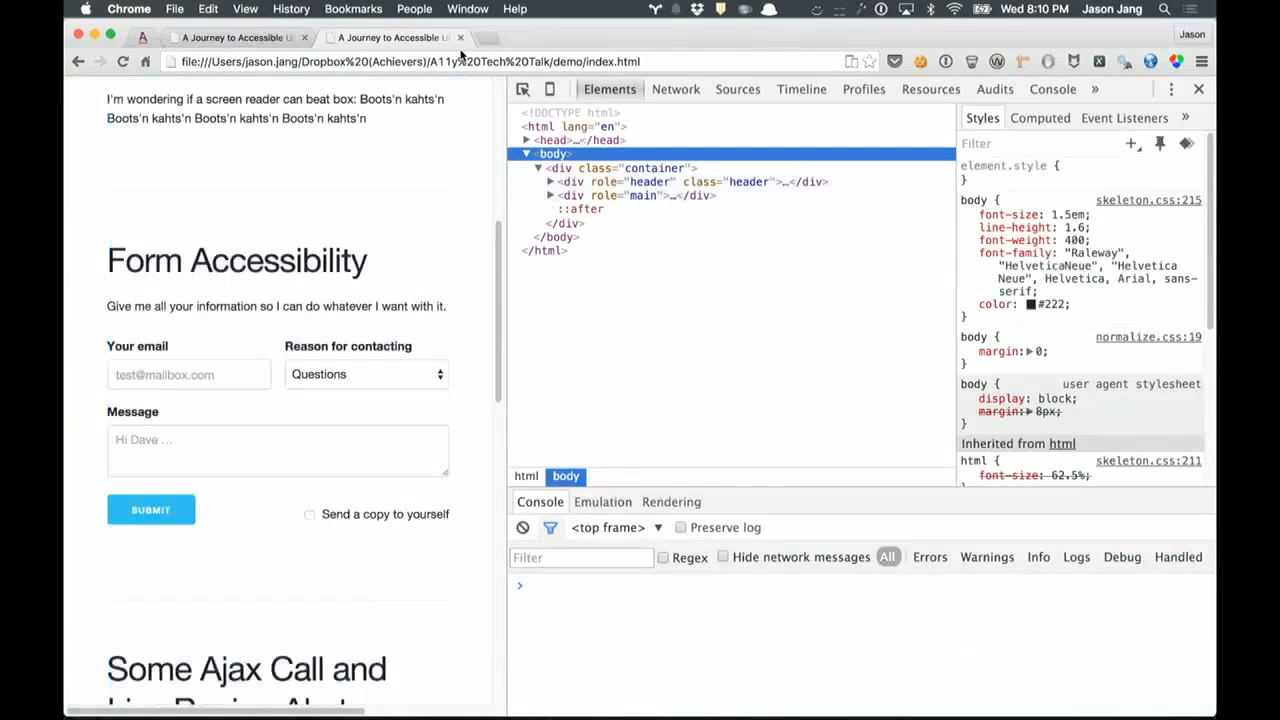 Chrome File Edit View History Bookmarks People Window Help Wed 8:10 PM Jason Jang
A Journey to Accessible U A Journey to Accessible U Jason
file:///Users/jason.jang/Dropbox%20(Achievers)/A11y%20Tech%20Talk/demo/index.html
I'm wondering if a screen reader can beat box: Boots'n kahts'n
Boots'n kahts'n Boots'n kahts'n Boots'n kahts'n
Form Accessibility
Give me all your information so I can do whatever I want with it.
Your email Reason for contacting
test@mailbox.com Questions
Message
Hi Dave ...
SUBMIT Send a copy to yourself
Some Ajax Call and
Elements Network Sources Timeline Profiles Resources Audits Console »
<!DOCTYPE html>
<html lang="en">
<head>…</head>
<body>
<div class="container">
<div role="header" class="header">…</div>
<div role="main">…</div>
::after
</div>
</body>
</html>
html body
Styles Computed Event Listeners »
Filter
element.style {
}
body { skeleton.css:215
font-size: 1.5em;
line-height: 1.6;
font-weight: 400;
font-family: "Raleway",
"HelveticaNeue", "Helvetica
Neue", Helvetica, Arial, sans-
serif;
color: #222;
}
body { normalize.css:19
margin: 0;
}
body { user agent stylesheet
display: block;
margin: 8px;
}
Inherited from html
html { skeleton.css:211
font-size: 62.5%;
Console Emulation Rendering
<top frame> ▼ Preserve log
Filter Regex Hide network messages All Errors Warnings Info Logs Debug Handled
>